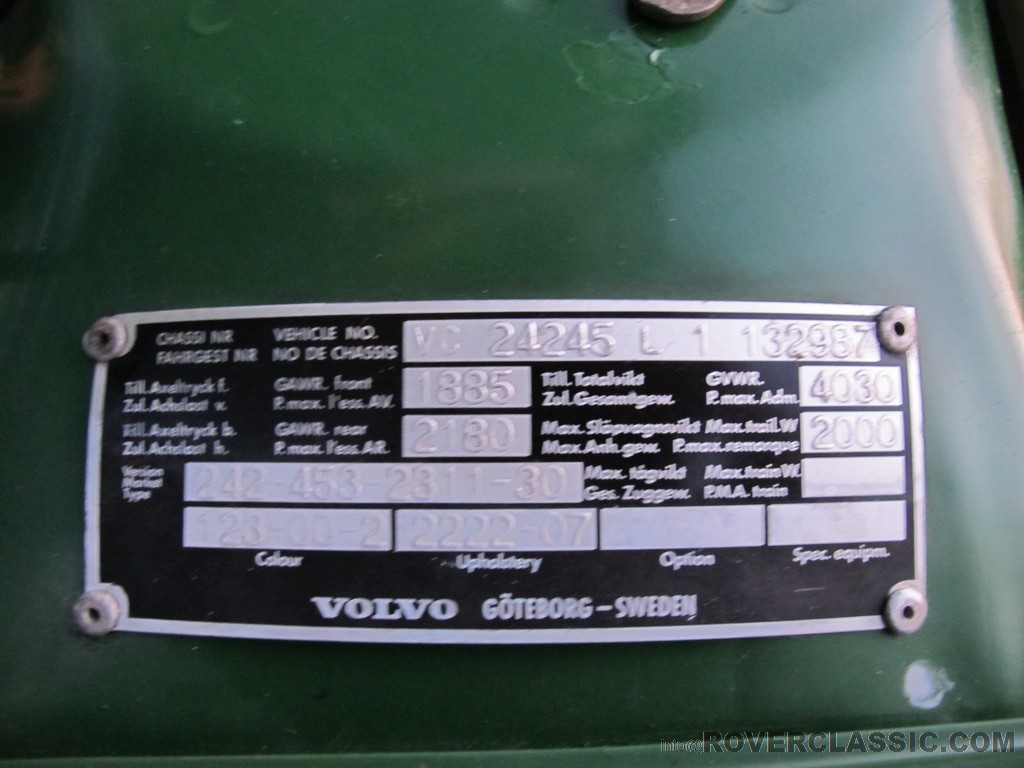 CHASSI NR VEHICLE NO. VC 24245 L 1 132987
FAHRGEST NR NO DE CHASSIS
Till. Axeltryck f. GAWR. front 1885 Till. Totalvikt GVWR. 4030
Zul. Achslast v. P.max. l'ess. AV. Zul. Gesamtgew. P.max. Adm.
Till. Axeltryck b. GAWR. rear 2180 Max. Släpvagnsvikt Max. trail. W 2000
Zul. Achslast h. P.max. l'ess. AR. Max. Anh. gew. P.max. remorque
Version 242-453-2311-30 Max. tågvikt Max. train W.
Market Ges. Zuggew. P.M.A. train
Type
123-00-2 2222-07
Colour Upholstery Option Spec. equipm.
VOLVO GÖTEBORG – SWEDEN
info@ROVERCLASSIC.COM